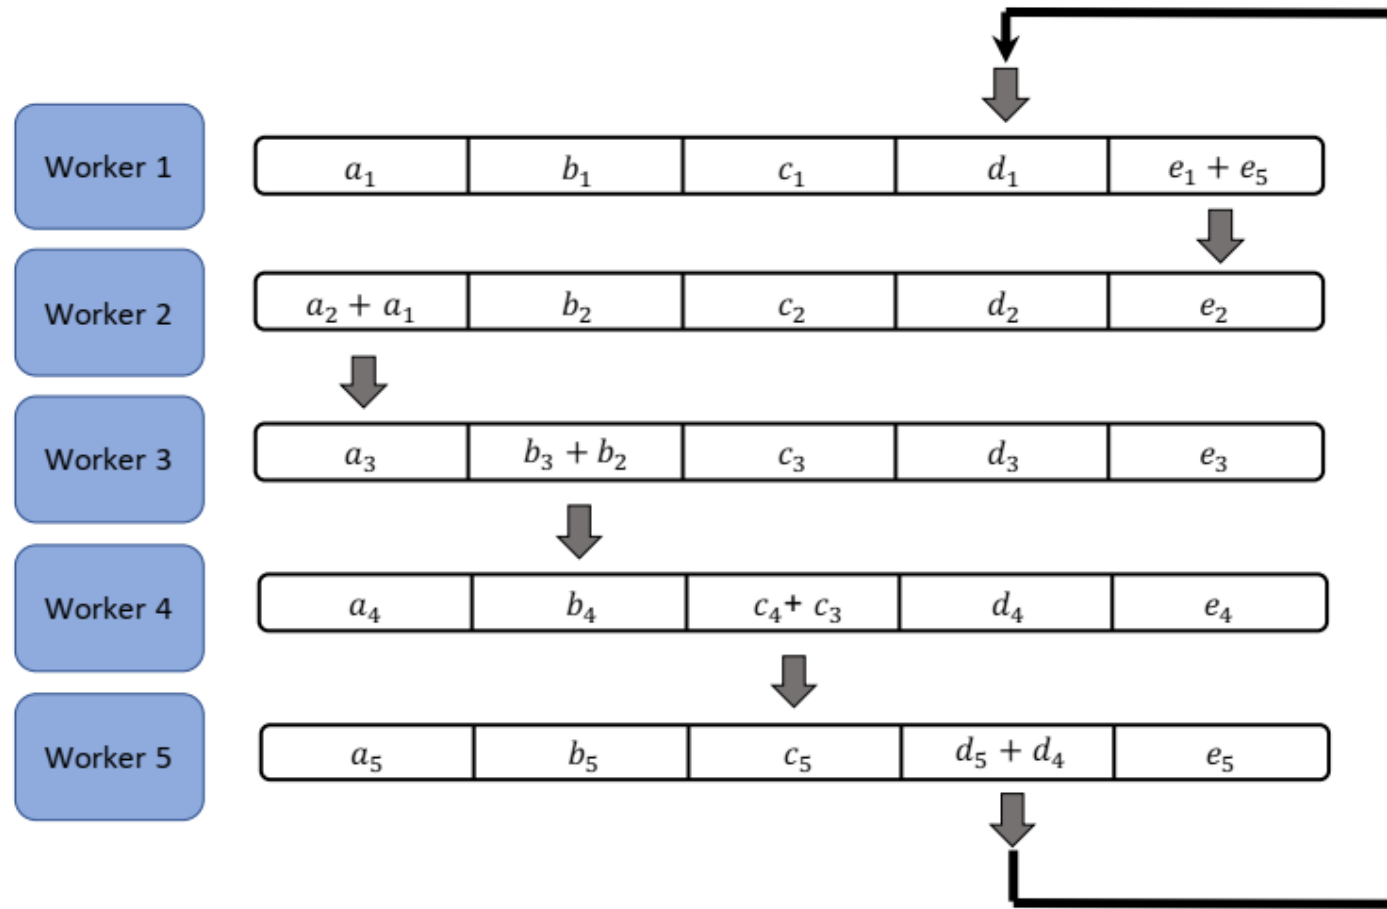 Worker 1 a₁ b₁ c₁ d₁ e₁ + e₅
Worker 2 a₂ + a₁ b₂ c₂ d₂ e₂
Worker 3 a₃ b₃ + b₂ c₃ d₃ e₃
Worker 4 a₄ b₄ c₄+ c₃ d₄ e₄
Worker 5 a₅ b₅ c₅ d₅ + d₄ e₅